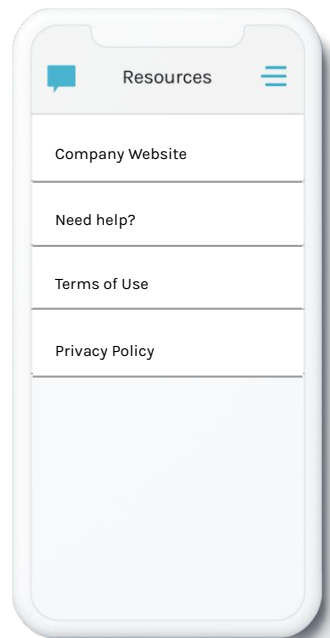 Resources
Company Website
Need help?
Terms of Use
Privacy Policy